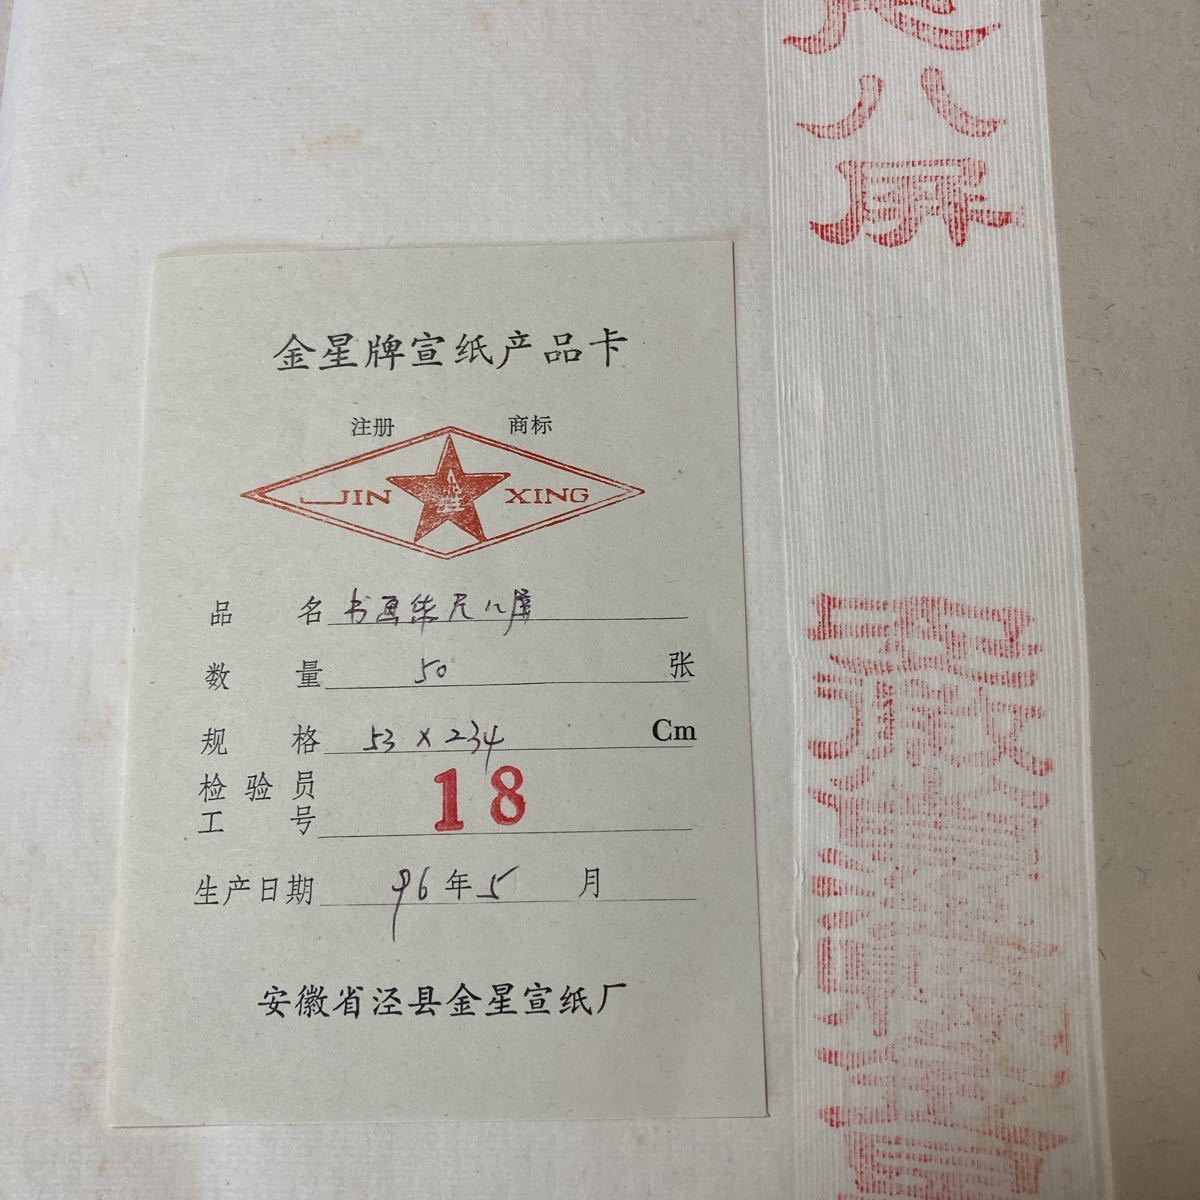 金星牌宣纸产品卡
注册 商标
JIN XING
品名 书画尺八屏
数量 50 张
规格 53 x 234 Cm
检验员
工号 18
生产日期 96年5月
安徽省泾县金星宣纸厂
八屏